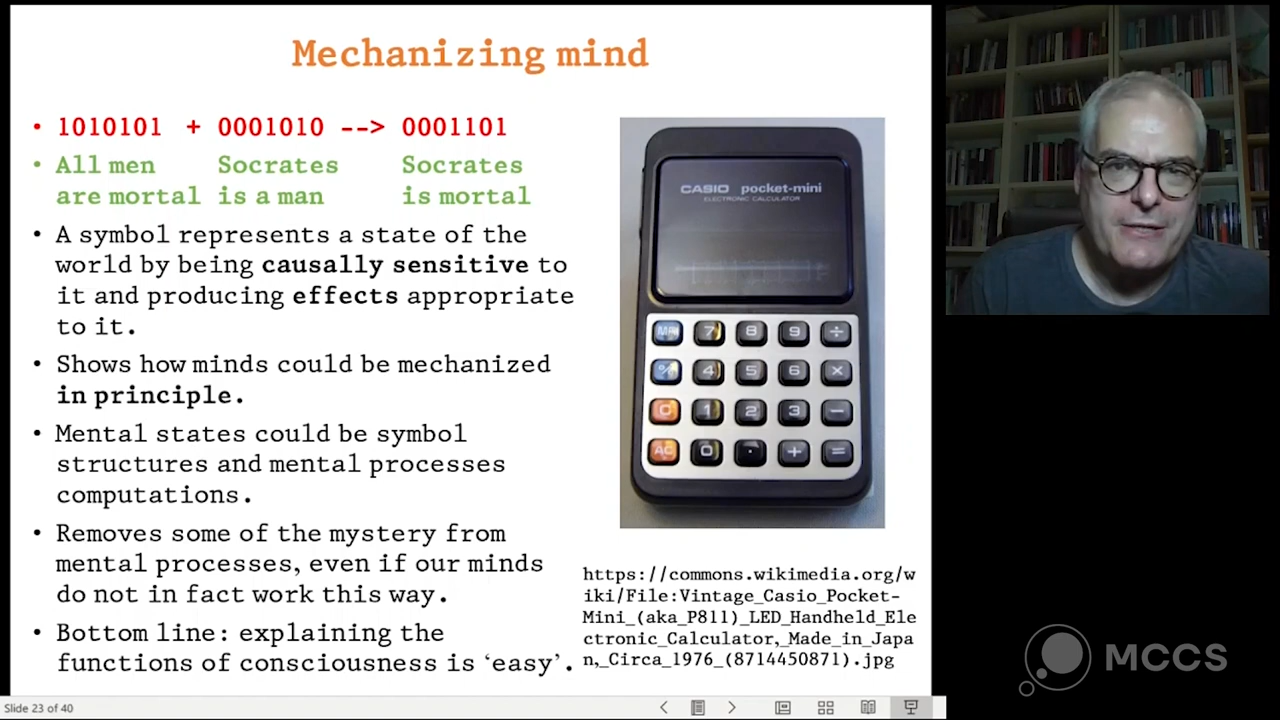 Mechanizing mind
• 1010101 + 0001010 --> 0001101
• All men Socrates Socrates
are mortal is a man is mortal
• A symbol represents a state of the
world by being causally sensitive to
it and producing effects appropriate
to it.
• Shows how minds could be mechanized
in principle.
• Mental states could be symbol
structures and mental processes
computations.
• Removes some of the mystery from
mental processes, even if our minds
do not in fact work this way.
• Bottom line: explaining the
functions of consciousness is ‘easy’.
CASIO pocket-mini
ELECTRONIC CALCULATOR
7 8 9 ÷
% 4 5 6 ×
C 1 2 3 −
AC 0 · + =
https://commons.wikimedia.org/w
iki/File:Vintage_Casio_Pocket-
Mini_(aka_P811)_LED_Handheld_Ele
ctronic_Calculator,_Made_in_Japa
n,_Circa_1976_(8714450871).jpg
MCCS
Slide 23 of 40